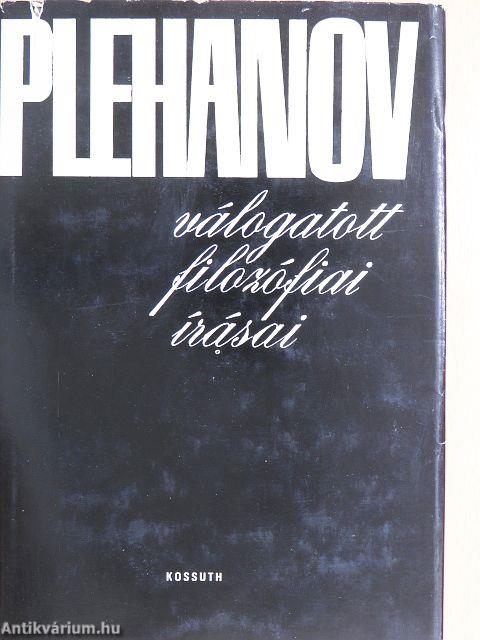 PLEHANOV
válogatott
filozófiai
írásai
KOSSUTH
Antikvárium.hu